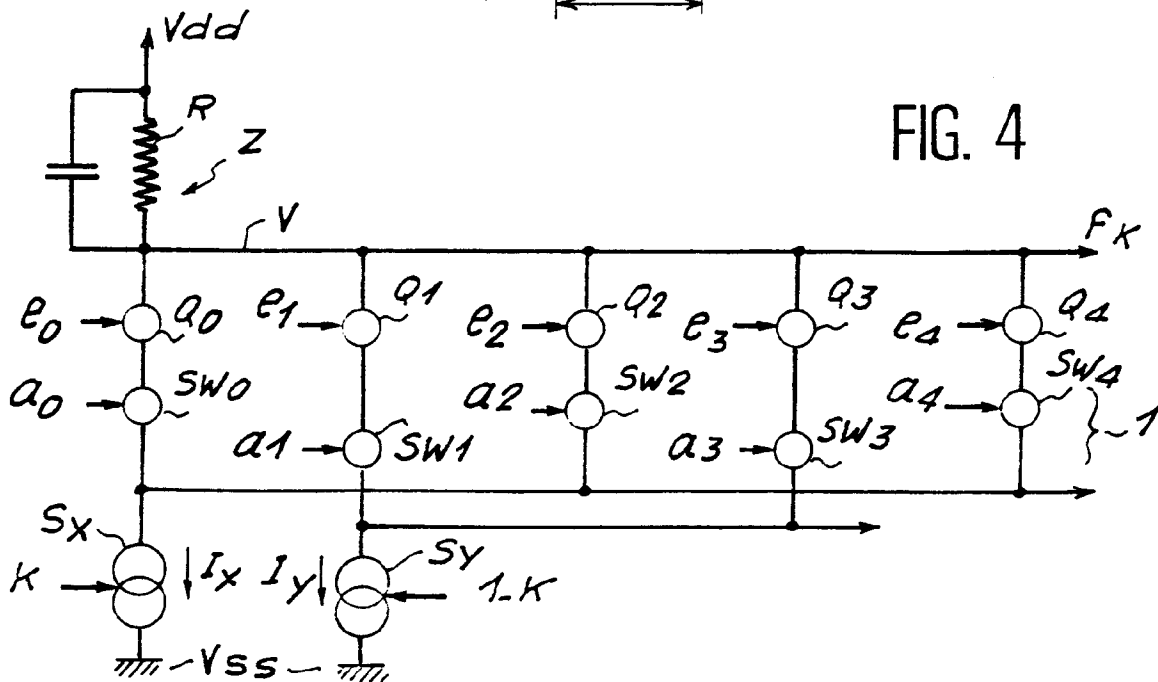 Vdd
R
Z
FIG. 4
V
FK
e0 Q0
e1 Q1
e2 Q2
e3 Q3
e4 Q4
a0 SW0
a1 SW1
a2 SW2
a3 SW3
a4 SW4
1
SX
K
IX
IY
SY
1-K
VSS